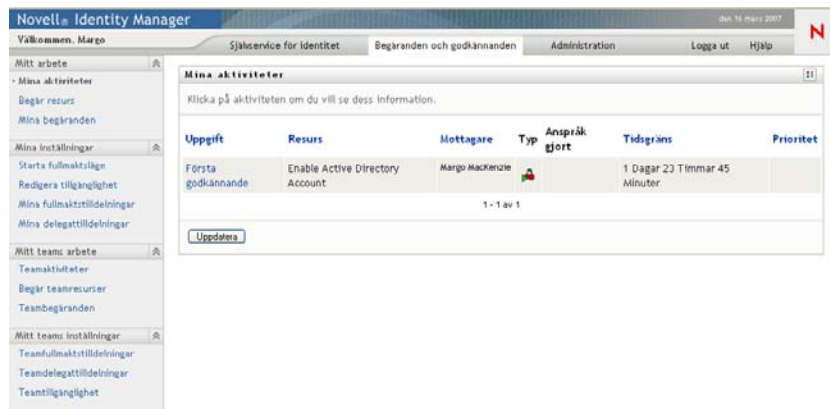 Novell® Identity Manager
den 16 mars 2007
N
Välkommen, Margo
Självservice för identitet
Begäranden och godkännanden
Administration
Logga ut
Hjälp
Mitt arbete
Mina aktiviteter
Begär resurs
Mina begäranden
Mina inställningar
Starta fullmaktsläge
Redigera tillgänglighet
Mina fullmaktstilldelningar
Mina delegattilldelningar
Mitt teams arbete
Teamaktiviteter
Begär teamresurser
Teambegäranden
Mitt teams inställningar
Teamfullmaktstilldelningar
Teamdelegattilldelningar
Teamtillgänglighet
Mina aktiviteter
Klicka på aktiviteten om du vill se dess information.
Uppgift Resurs Mottagare Typ Anspråk gjort Tidsgräns Prioritet
Första godkännande
Enable Active Directory Account
Margo MacKenzie
1 Dagar 23 Timmar 45 Minuter
1 - 1 av 1
Uppdatera